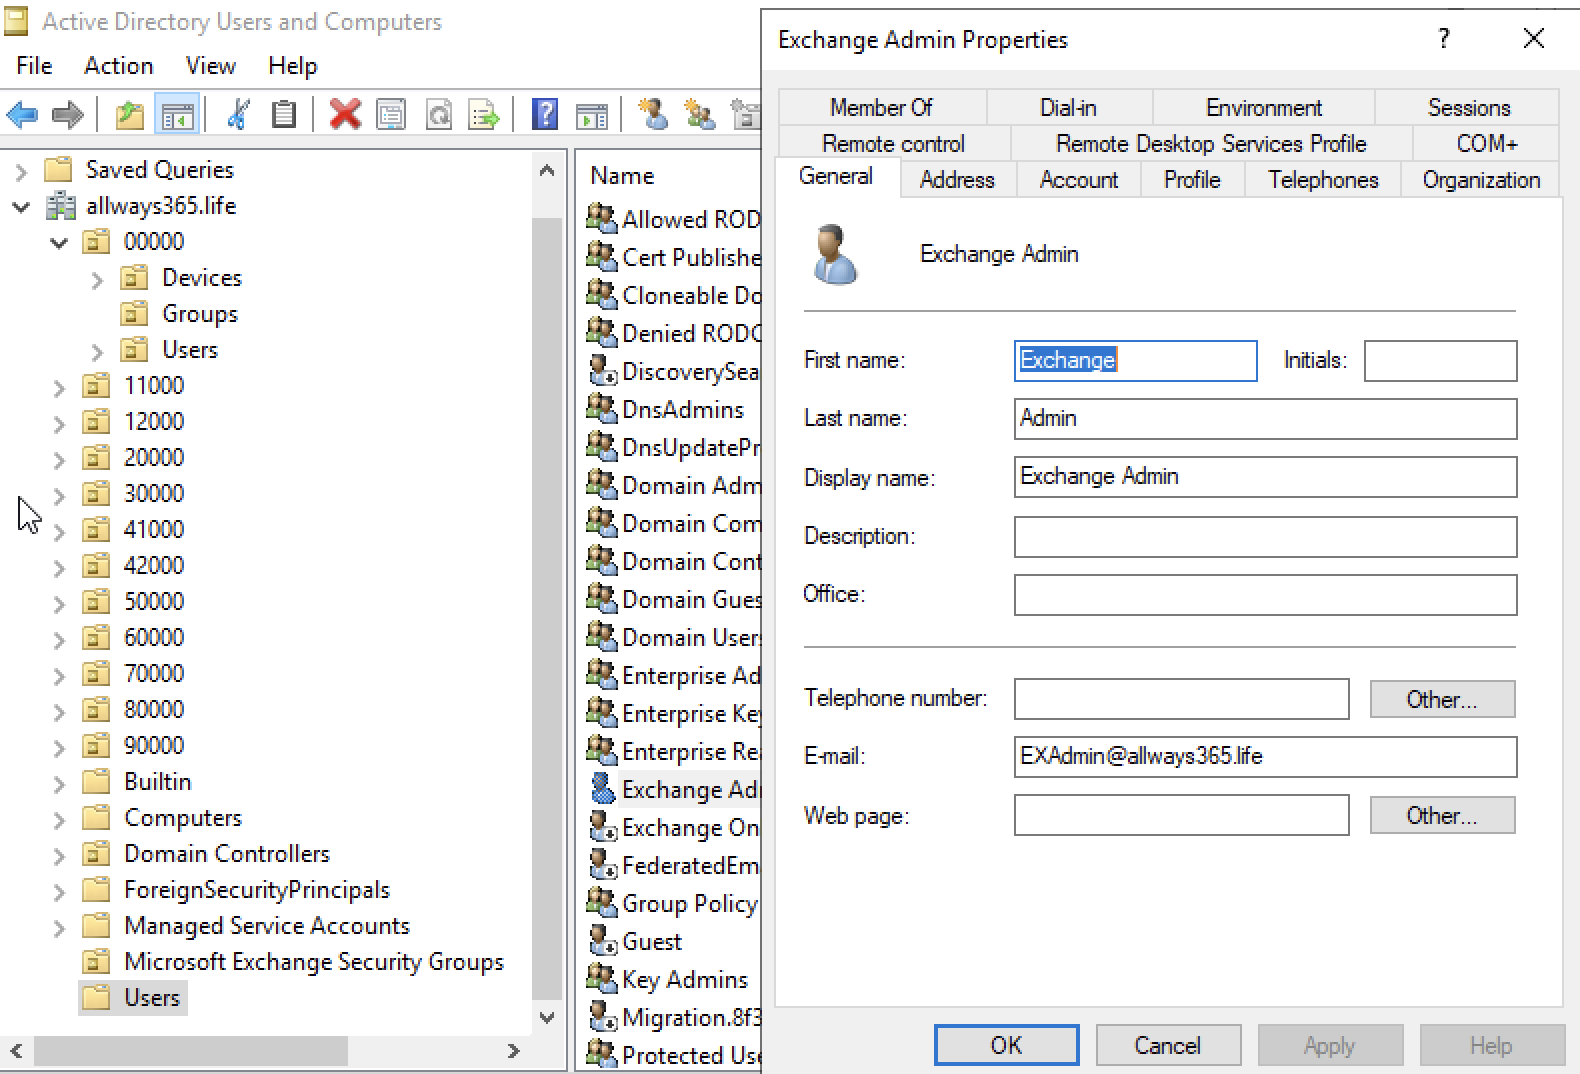 Active Directory Users and Computers
File Action View Help
Saved Queries
allways365.life
00000
Devices
Groups
Users
11000
12000
20000
30000
41000
42000
50000
60000
70000
80000
90000
Builtin
Computers
Domain Controllers
ForeignSecurityPrincipals
Managed Service Accounts
Microsoft Exchange Security Groups
Users
Name
Allowed ROD
Cert Publishe
Cloneable Do
Denied RODC
DiscoverySea
DnsAdmins
DnsUpdatePr
Domain Adm
Domain Com
Domain Cont
Domain Gues
Domain Users
Enterprise Ad
Enterprise Key
Enterprise Rea
Exchange Adm
Exchange On
FederatedEm
Group Policy
Guest
Key Admins
Migration.8f3
Protected Use
Exchange Admin Properties
?
Member Of Dial-in Environment Sessions
Remote control Remote Desktop Services Profile COM+
General Address Account Profile Telephones Organization
Exchange Admin
First name: Exchange Initials:
Last name: Admin
Display name: Exchange Admin
Description:
Office:
Telephone number: Other...
E-mail: EXAdmin@allways365.life
Web page: Other...
OK Cancel Apply Help